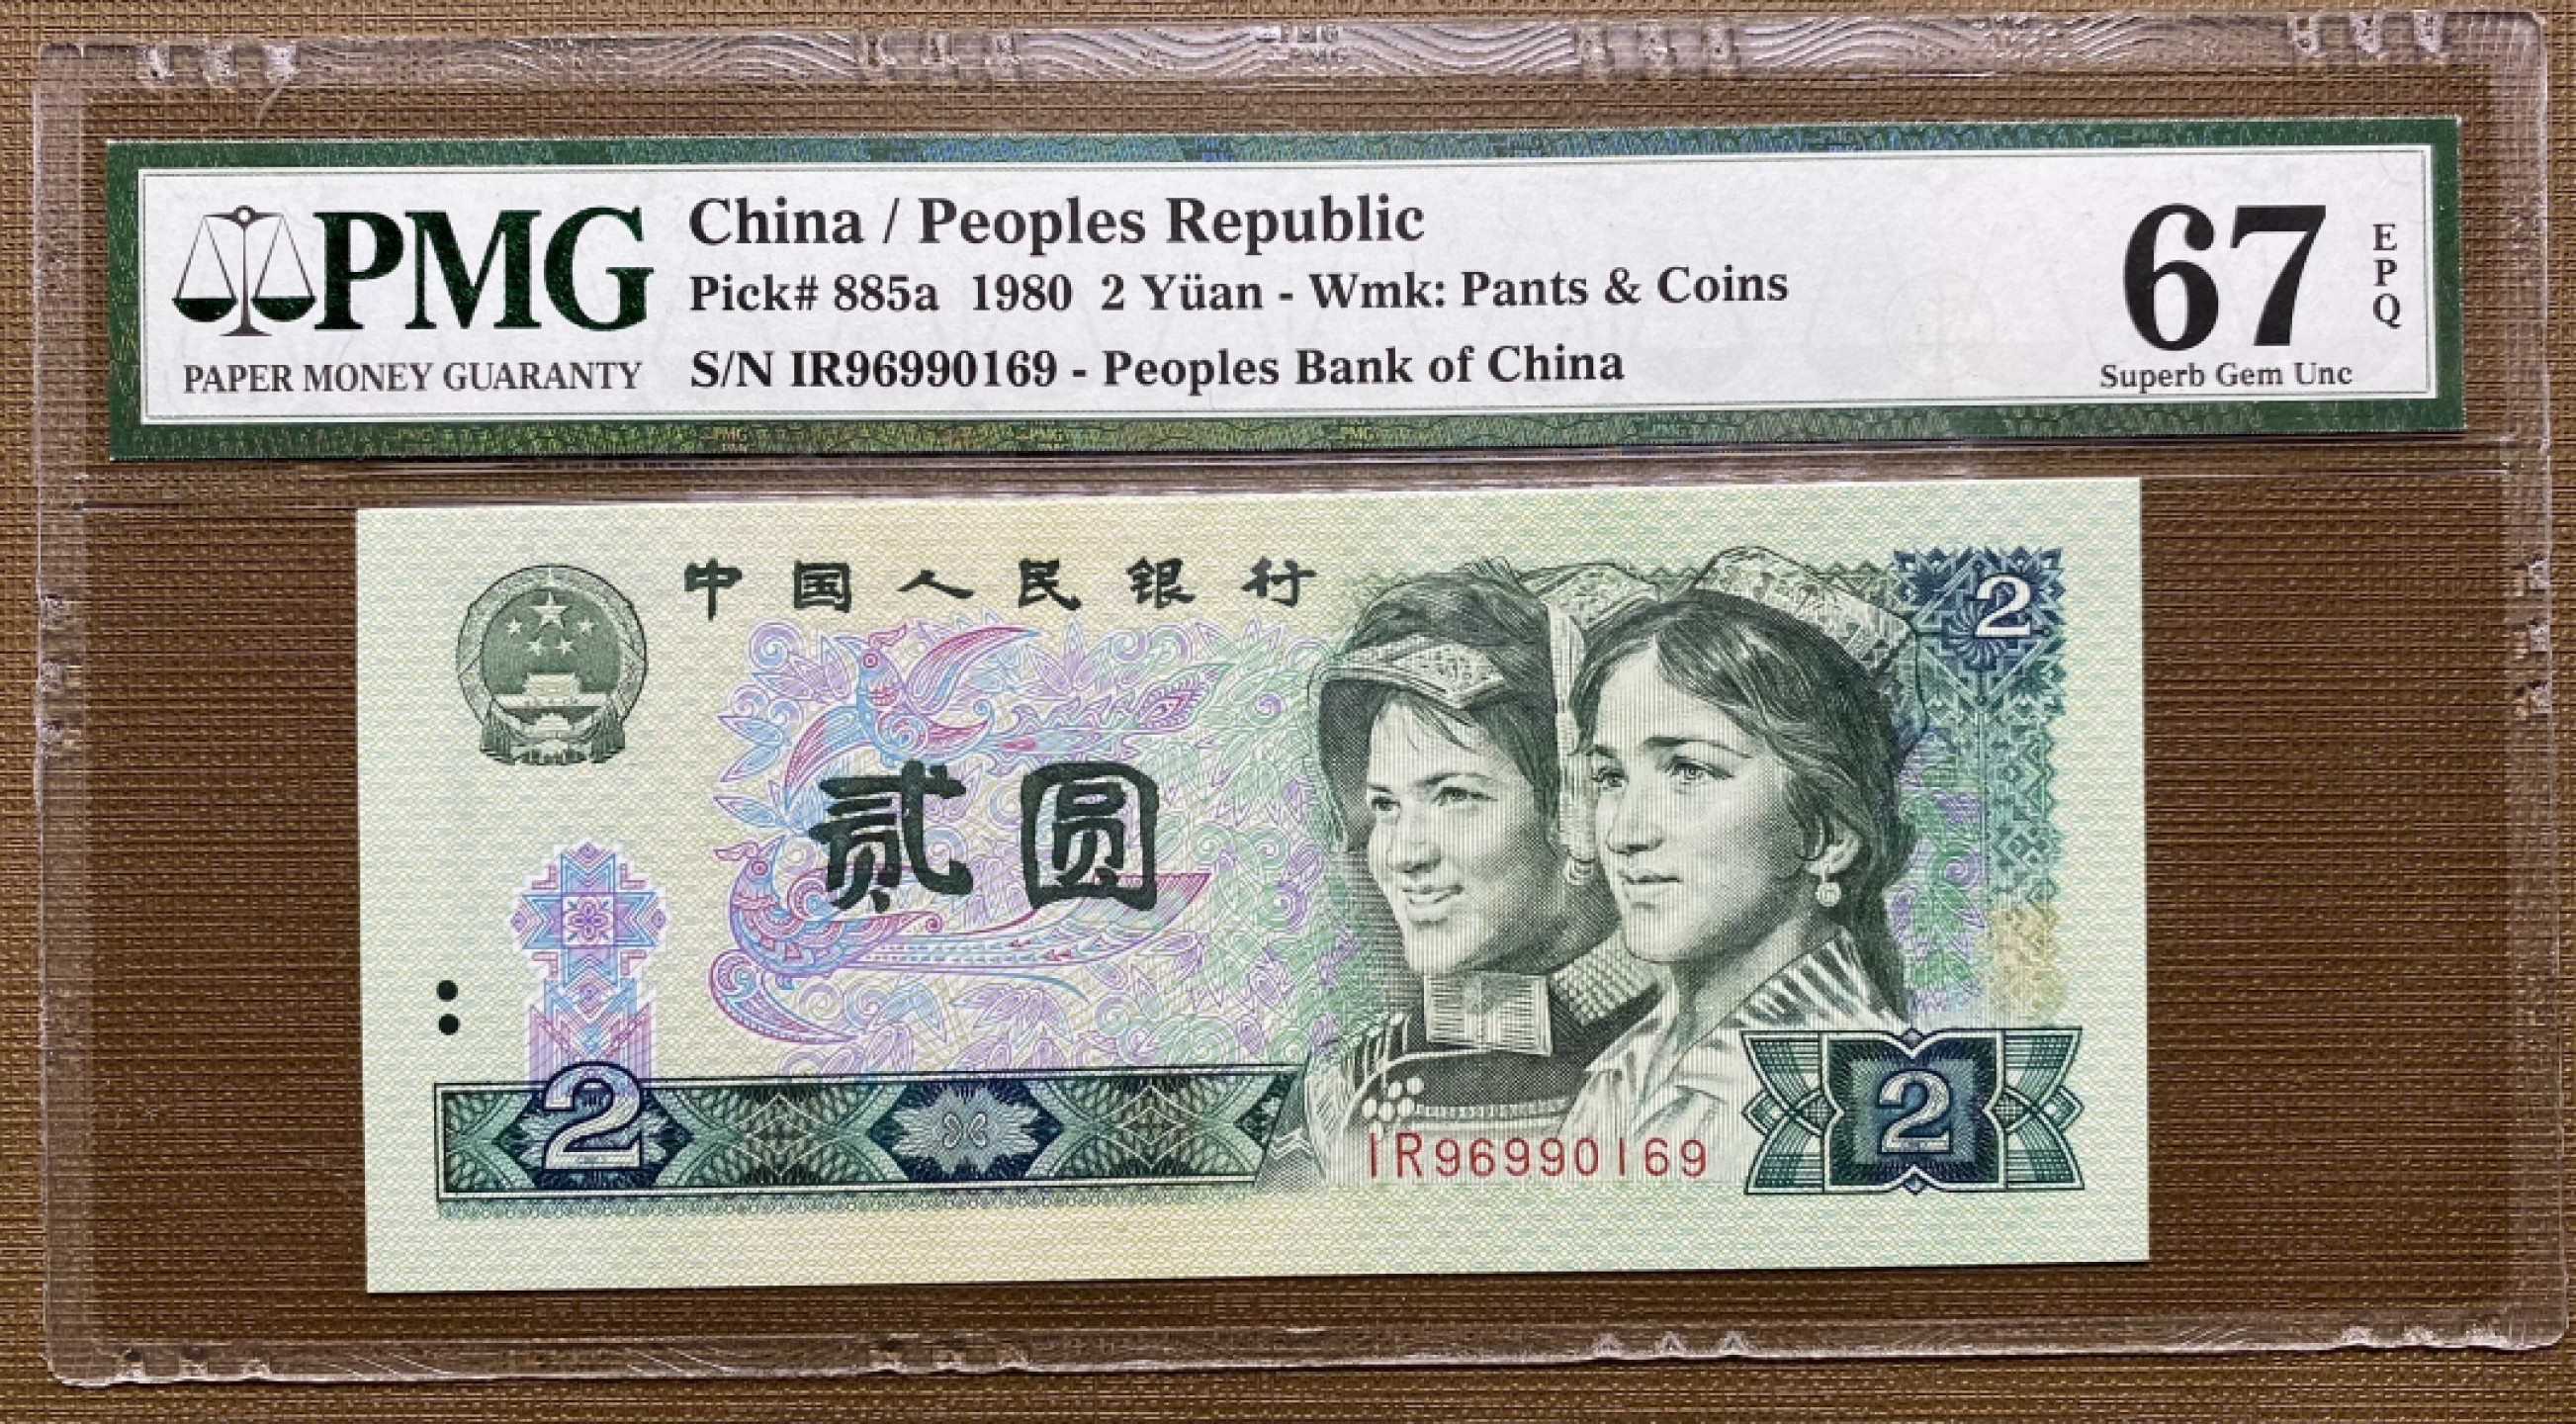 PMG
PAPER MONEY GUARANTY
China / Peoples Republic
Pick# 885a 1980 2 Yüan - Wmk: Pants & Coins
S/N IR96990169 - Peoples Bank of China
67
EPQ
Superb Gem Unc
中国人民银行
2
贰圆
2
IR96990169
2